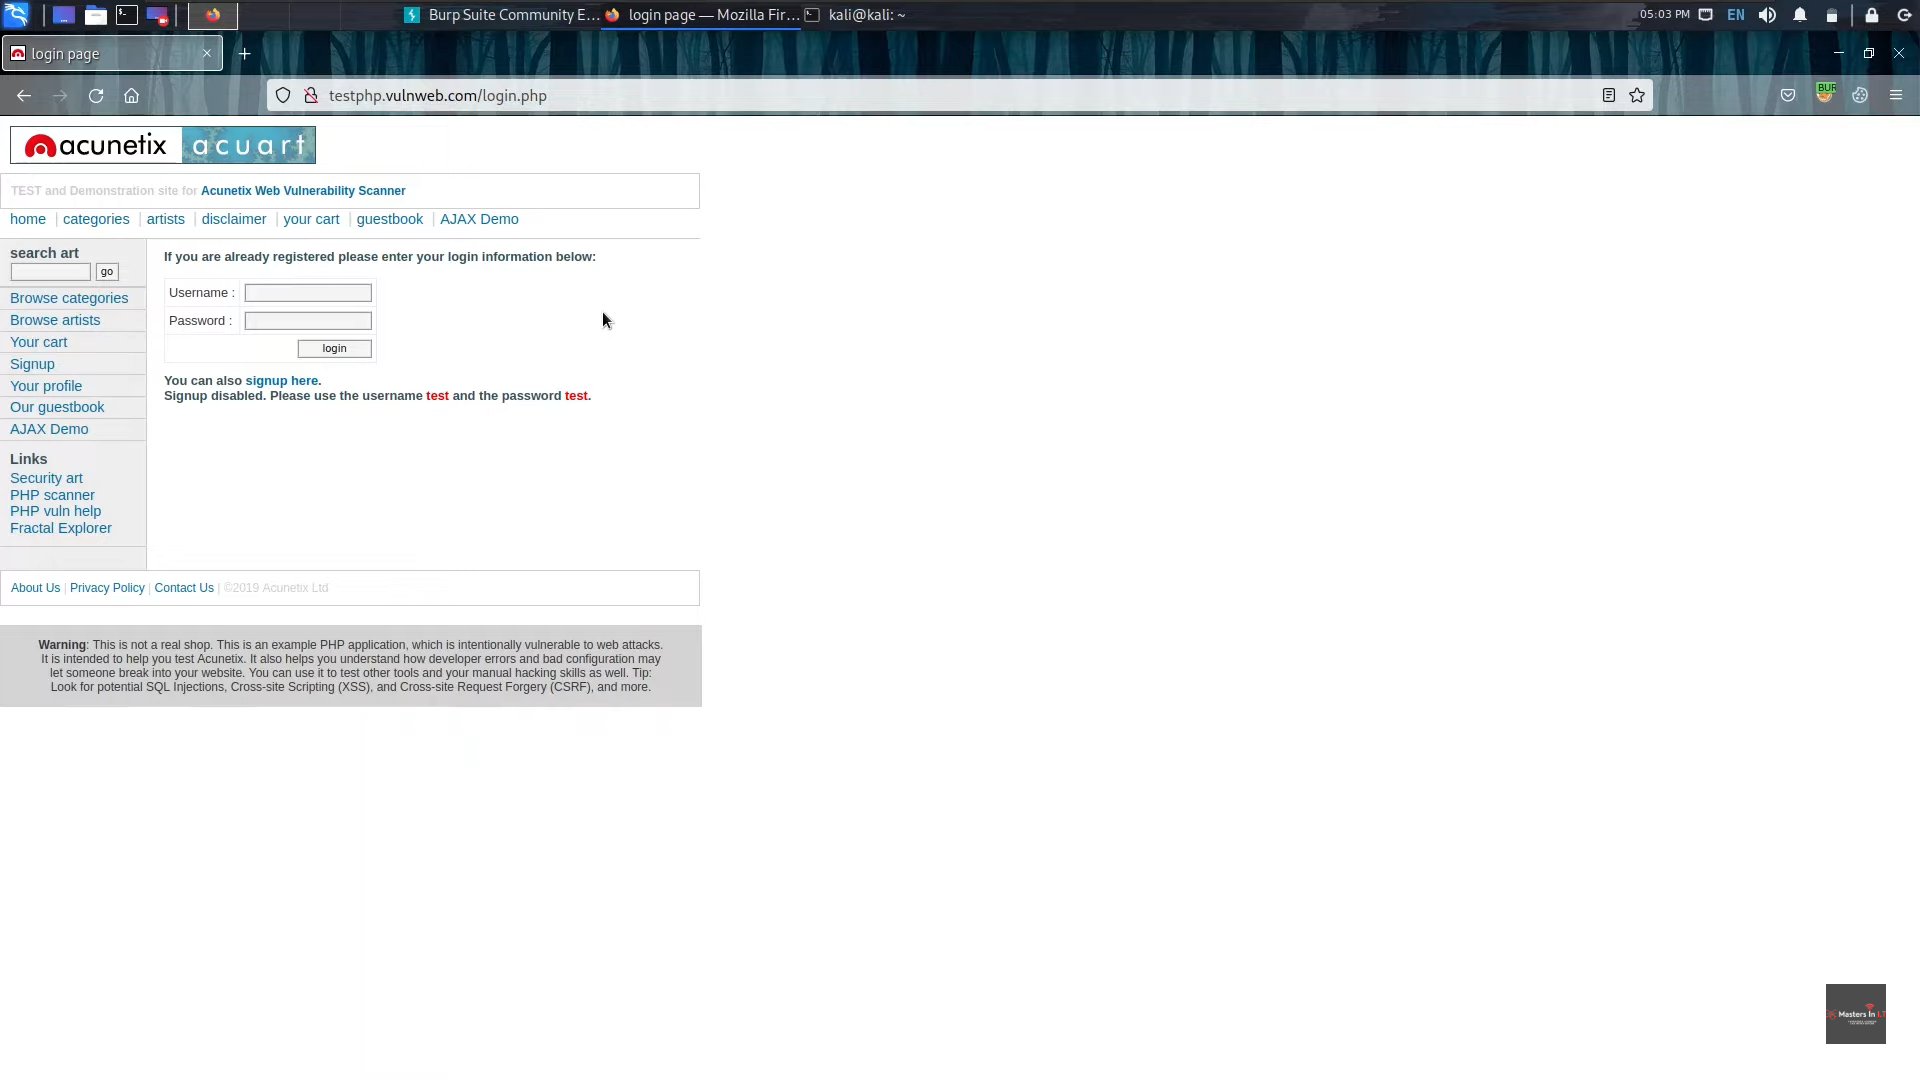 Burp Suite Community E...
login page — Mozilla Fir...
kali@kali: ~
05:03 PM
EN
login page
testphp.vulnweb.com/login.php
BUR
acunetix acuart
TEST and Demonstration site for Acunetix Web Vulnerability Scanner
home | categories | artists | disclaimer | your cart | guestbook | AJAX Demo
search art
go
Browse categories
Browse artists
Your cart
Signup
Your profile
Our guestbook
AJAX Demo
Links
Security art
PHP scanner
PHP vuln help
Fractal Explorer
If you are already registered please enter your login information below:
Username :
Password :
login
You can also signup here.
Signup disabled. Please use the username test and the password test.
About Us | Privacy Policy | Contact Us | ©2019 Acunetix Ltd
Warning: This is not a real shop. This is an example PHP application, which is intentionally vulnerable to web attacks.
It is intended to help you test Acunetix. It also helps you understand how developer errors and bad configuration may
let someone break into your website. You can use it to test other tools and your manual hacking skills as well. Tip:
Look for potential SQL Injections, Cross-site Scripting (XSS), and Cross-site Request Forgery (CSRF), and more.
Masters In I.T